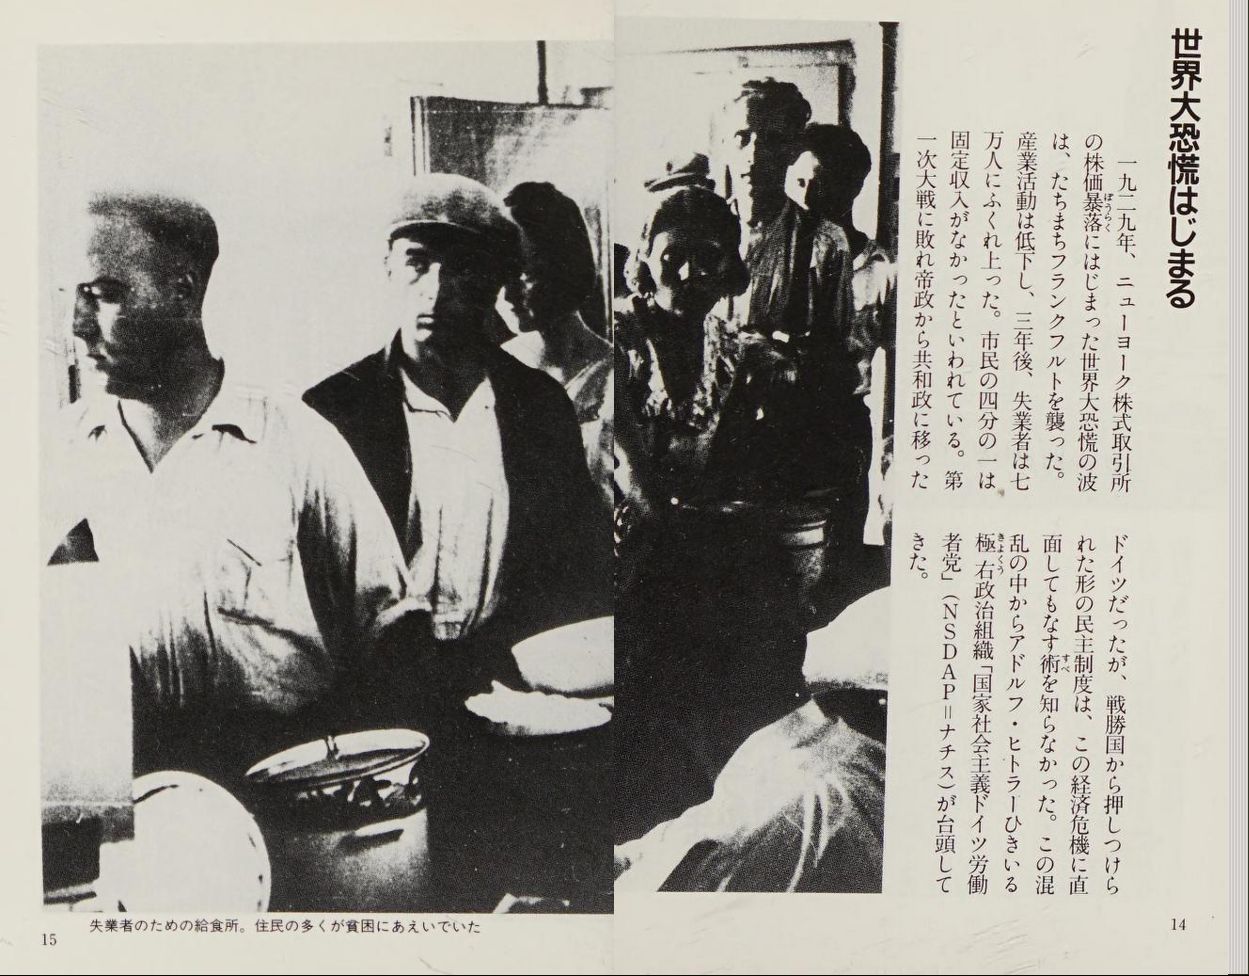 世界大恐慌はじまる
一九二九年、ニューヨーク株式取引所
の株価暴落にはじまった世界大恐慌の波
ぼうらく
は、たちまちフランクフルトを襲った。
産業活動は低下し、三年後、失業者は七
万人にふくれ上った。市民の四分の一は
固定収入がなかったといわれている。第
一次大戦に敗れ帝政から共和政に移った
ドイツだったが、戦勝国から押しつけら
れた形の民主制度は、この経済危機に直
面してもなす術を知らなかった。この混
すべ
乱の中からアドルフ・ヒトラーひきいる
極右政治組織「国家社会主義ドイツ労働
きょくう
者党」(NSDAP=ナチス)が台頭して
きた。
14
失業者のための給食所。住民の多くが貧困にあえいでいた
15